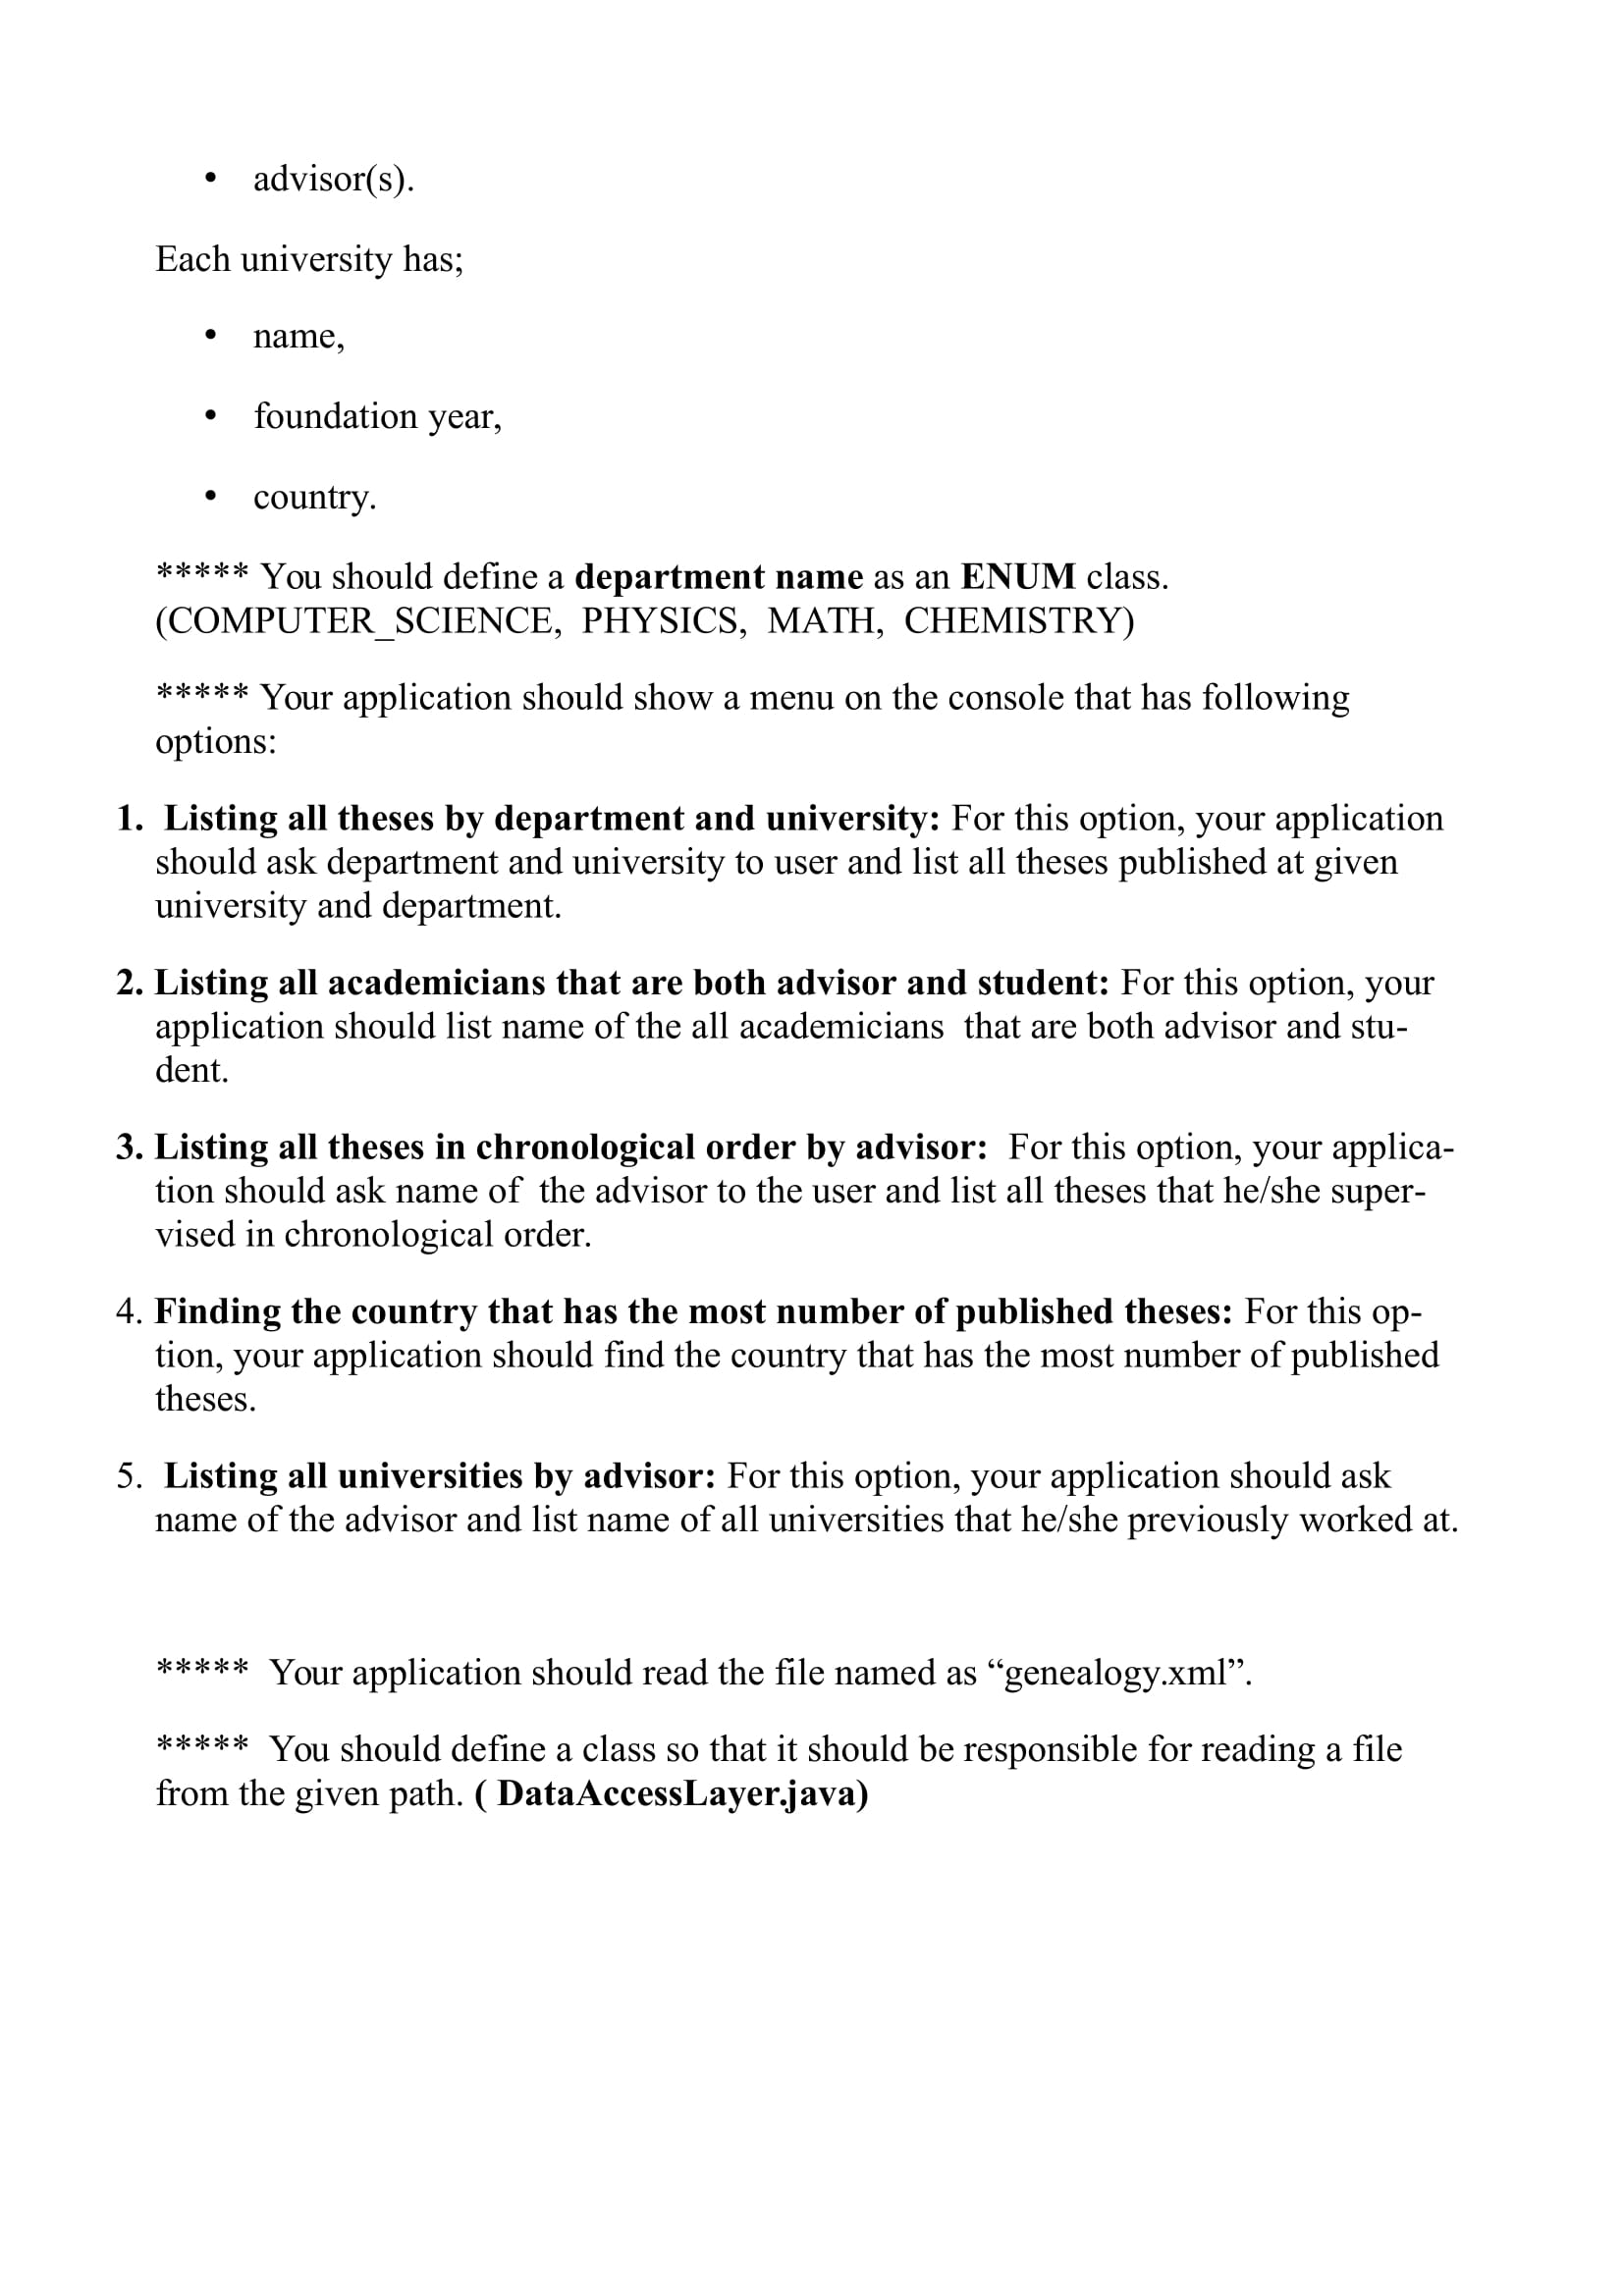 • advisor(s).
Each university has;
• name,
• foundation year,
• country.
***** You should define a department name as an ENUM class.
(COMPUTER_SCIENCE, PHYSICS, MATH, CHEMISTRY)
***** Your application should show a menu on the console that has following
options:
1. Listing all theses by department and university: For this option, your application
should ask department and university to user and list all theses published at given
university and department.
2. Listing all academicians that are both advisor and student: For this option, your
application should list name of the all academicians that are both advisor and stu-
dent.
3. Listing all theses in chronological order by advisor: For this option, your applica-
tion should ask name of the advisor to the user and list all theses that he/she super-
vised in chronological order.
4. Finding the country that has the most number of published theses: For this op-
tion, your application should find the country that has the most number of published
theses.
5. Listing all universities by advisor: For this option, your application should ask
name of the advisor and list name of all universities that he/she previously worked at.
***** Your application should read the file named as “genealogy.xml”.
***** You should define a class so that it should be responsible for reading a file
from the given path. ( DataAccessLayer.java)